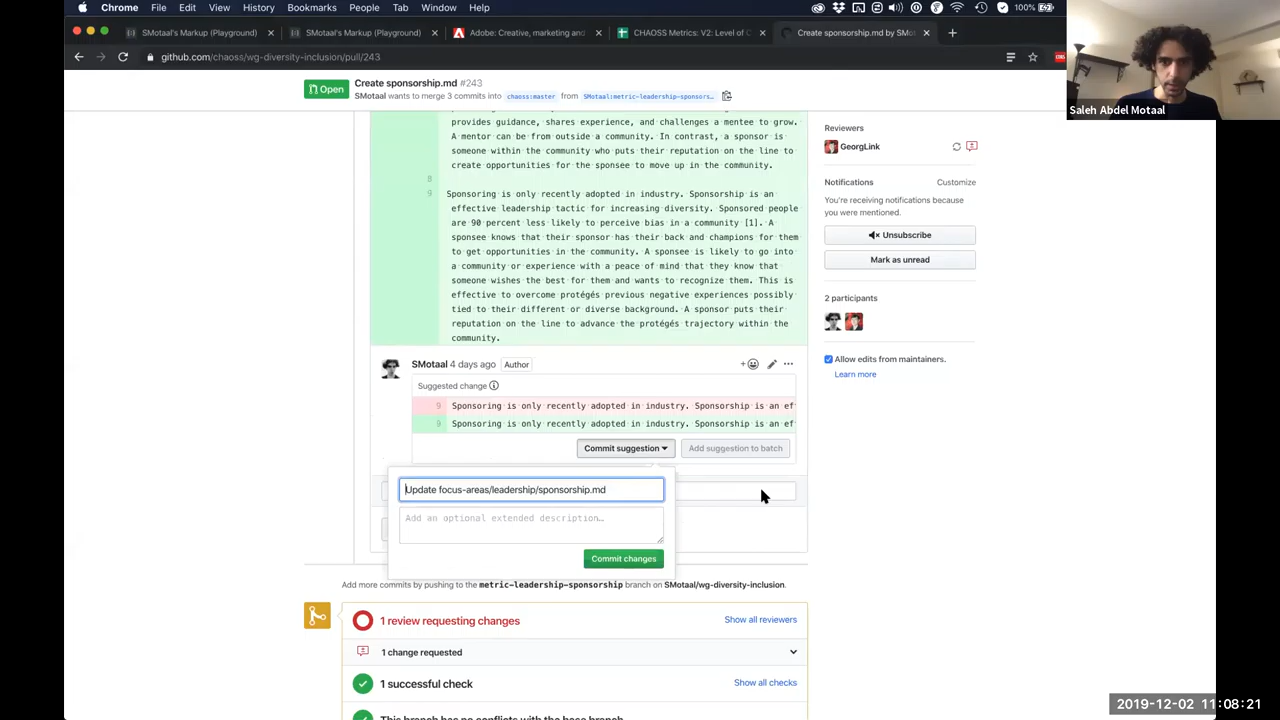 Chrome File Edit View History Bookmarks People Tab Window Help 100%
SMotaal's Markup (Playground) SMotaal's Markup (Playground) Adobe: Creative, marketing and CHAOSS Metrics: V2: Level of C Create sponsorship.md by SMot
github.com/chaoss/wg-diversity-inclusion/pull/243
Saleh Abdel Motaal
Open Create sponsorship.md #243
SMotaal wants to merge 3 commits into chaoss:master from SMotaal:metric-leadership-sponsors…
provides guidance, shares experience, and challenges a mentee to grow.
A mentor can be from outside a community. In contrast, a sponsor is
someone within the community who puts their reputation on the line to
create opportunities for the sponsee to move up in the community.
8
9 Sponsoring is only recently adopted in industry. Sponsorship is an
effective leadership tactic for increasing diversity. Sponsored people
are 90 percent less likely to perceive bias in a community [1]. A
sponsee knows that their sponsor has their back and champions for them
to get opportunities in the community. A sponsee is likely to go into
a community or experience with a peace of mind that they know that
someone wishes the best for them and wants to recognize them. This is
effective to overcome protégés previous negative experiences possibly
tied to their different or diverse background. A sponsor puts their
reputation on the line to advance the protégés trajectory within the
community.
SMotaal 4 days ago Author
Suggested change
9 Sponsoring is only recently adopted in industry. Sponsorship is an ef
9 Sponsoring is only recently adopted in industry. Sponsorship is an ef
Commit suggestion Add suggestion to batch
Update focus-areas/leadership/sponsorship.md
Add an optional extended description…
Commit changes
Add more commits by pushing to the metric-leadership-sponsorship branch on SMotaal/wg-diversity-inclusion.
1 review requesting changes Show all reviewers
1 change requested
1 successful check Show all checks
This branch has no conflicts with the base branch
Reviewers
GeorgLink
Notifications Customize
You're receiving notifications because
you were mentioned.
Unsubscribe
Mark as unread
2 participants
Allow edits from maintainers.
Learn more
2019-12-02 11:08:21